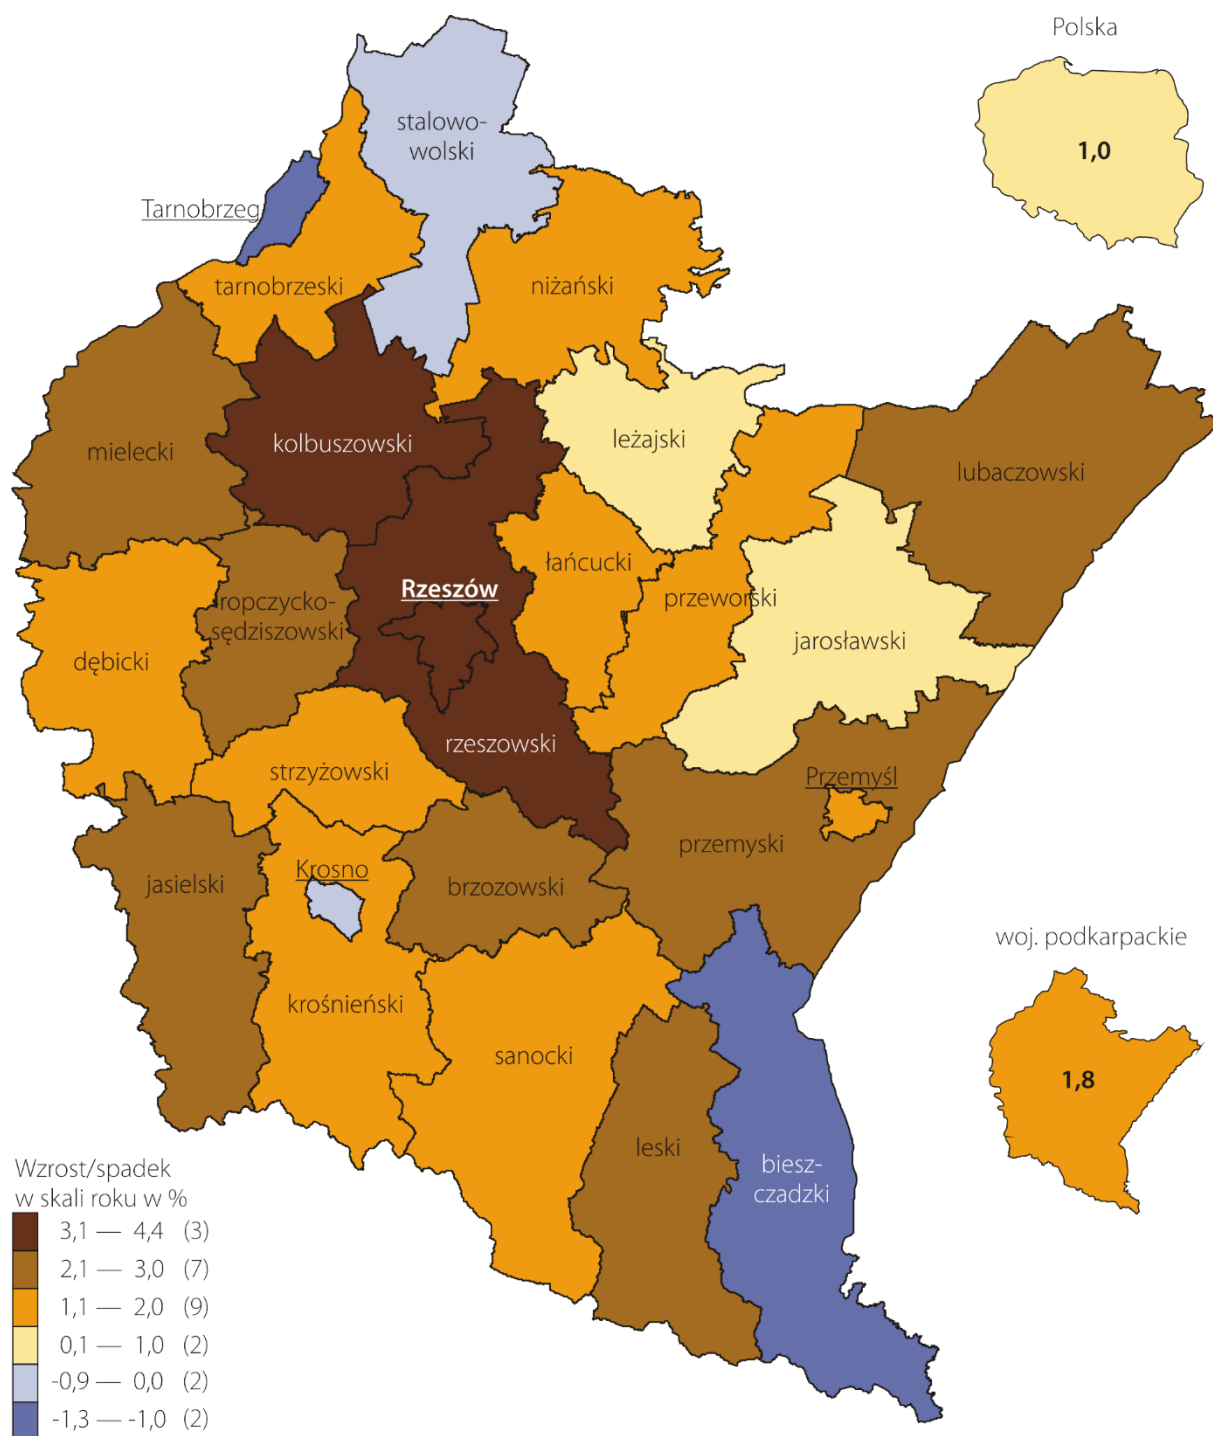 Polska
1,0
stalowo-
wolski
Tarnobrzeg
tarnobrzeski
niżański
mielecki
kolbuszowski
leżajski
lubaczowski
łańcucki
Rzeszów
przeworski
ropczycko-
sędziszowski
jarosławski
dębicki
rzeszowski
strzyżowski
Przemyśl
przemyski
Krosno
jasielski
brzozowski
woj. podkarpackie
1,8
krośnieński
sanocki
leski
biesz-
czadzki
Wzrost/spadek
w skali roku w %
3,1 — 4,4 (3)
2,1 — 3,0 (7)
1,1 — 2,0 (9)
0,1 — 1,0 (2)
-0,9 — 0,0 (2)
-1,3 — -1,0 (2)